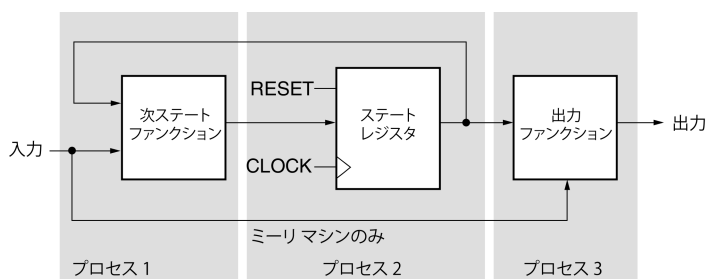 RESET
次ステート
ファンクション
ステート
レジスタ
出力
ファンクション
入力
出力
CLOCK
ミーリ マシンのみ
プロセス 1
プロセス 2
プロセス 3